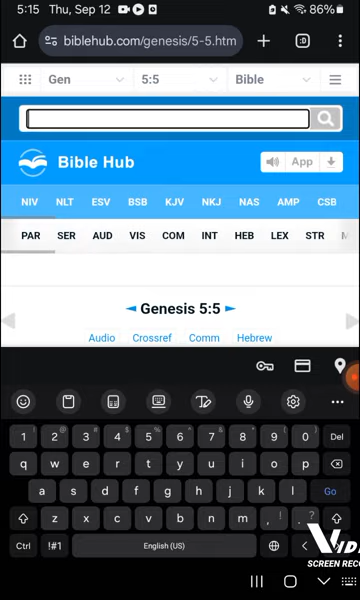 5:15 Thu, Sep 12 86%
biblehub.com/genesis/5-5.htm
Gen 5:5 Bible
Bible Hub App
NIV NLT ESV BSB KJV NKJ NAS AMP CSB
PAR SER AUD VIS COM INT HEB LEX STR M
Genesis 5:5
Audio Crossref Comm Hebrew
1 2 3 4 5 6 7 8 9 0 Del
q w e r t y u i o p
a s d f g h j k l Go
z x c v b n m , . ?
Ctrl !#1 English (US)
SCREEN REC